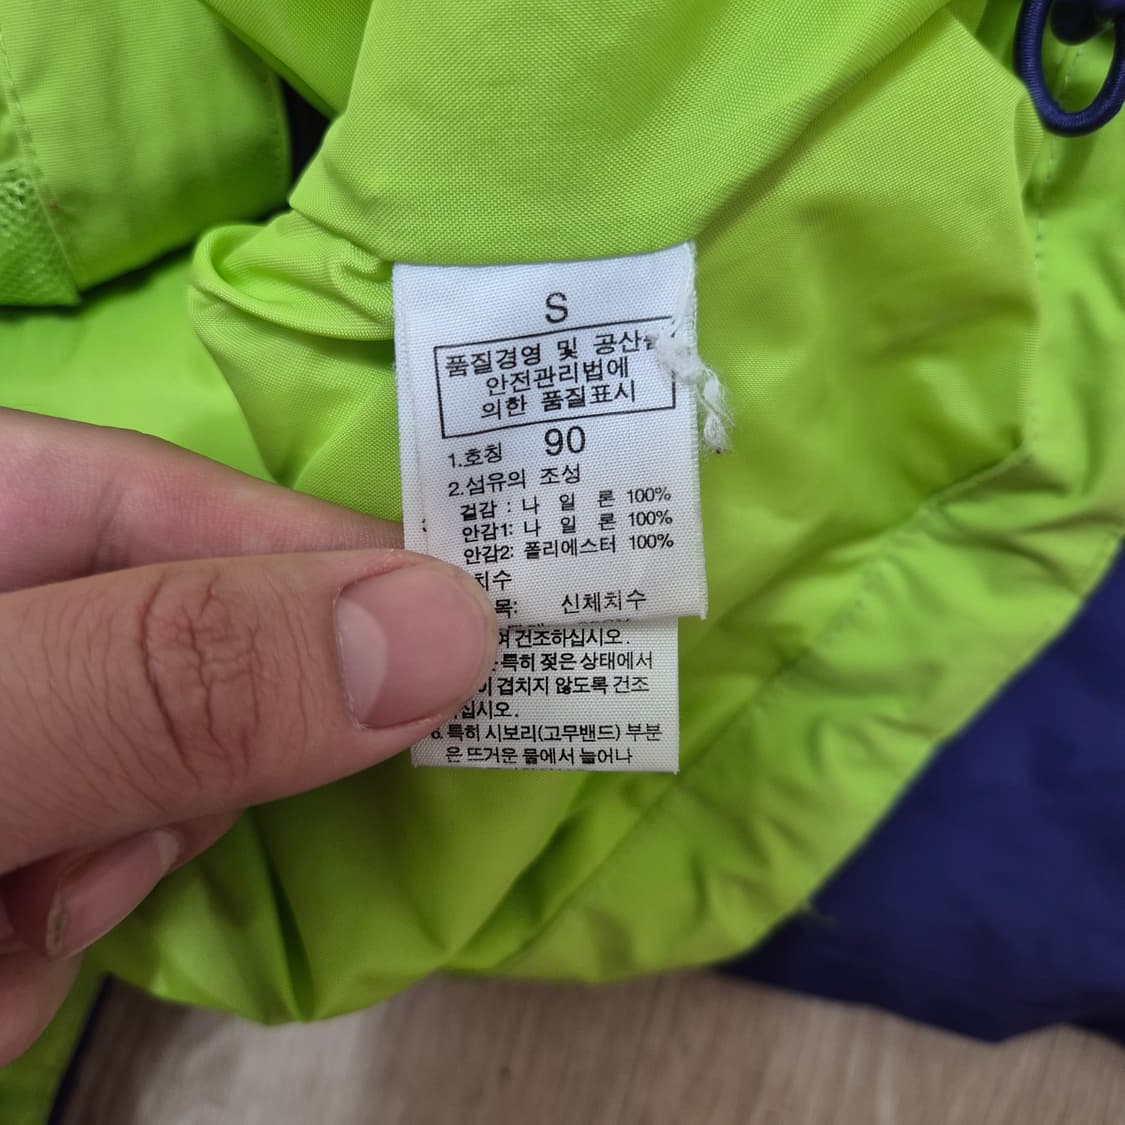 S
품질경영 및 공산품
안전관리법에
의한 품질표시
1.호칭 90
2.섬유의 조성
겉감 : 나 일 론 100%
안감1: 나 일 론 100%
안감2: 폴리에스터 100%
치수
목: 신체치수
건조하십시오.
특히 젖은 상태에서
이 겹치지 않도록 건조
십시오.
특히 시보리(고무밴드) 부분
은 뜨거운 물에서 늘어나